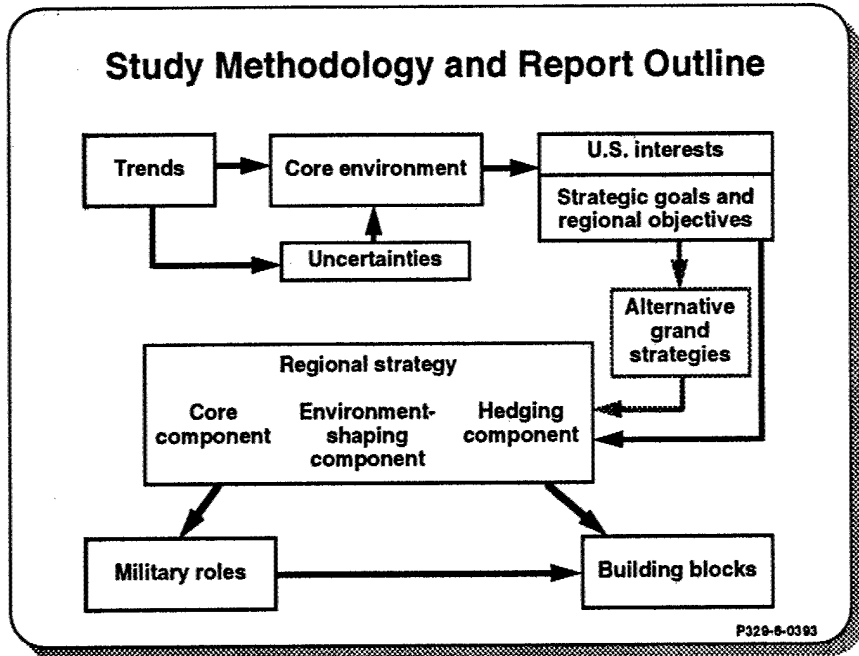 Study Methodology and Report Outline
Trends
Core environment
U.S. interests
Strategic goals and
regional objectives
Uncertainties
Alternative
grand
strategies
Regional strategy
Core
component
Environment-
shaping
component
Hedging
component
Military roles
Building blocks
P329-6-0393